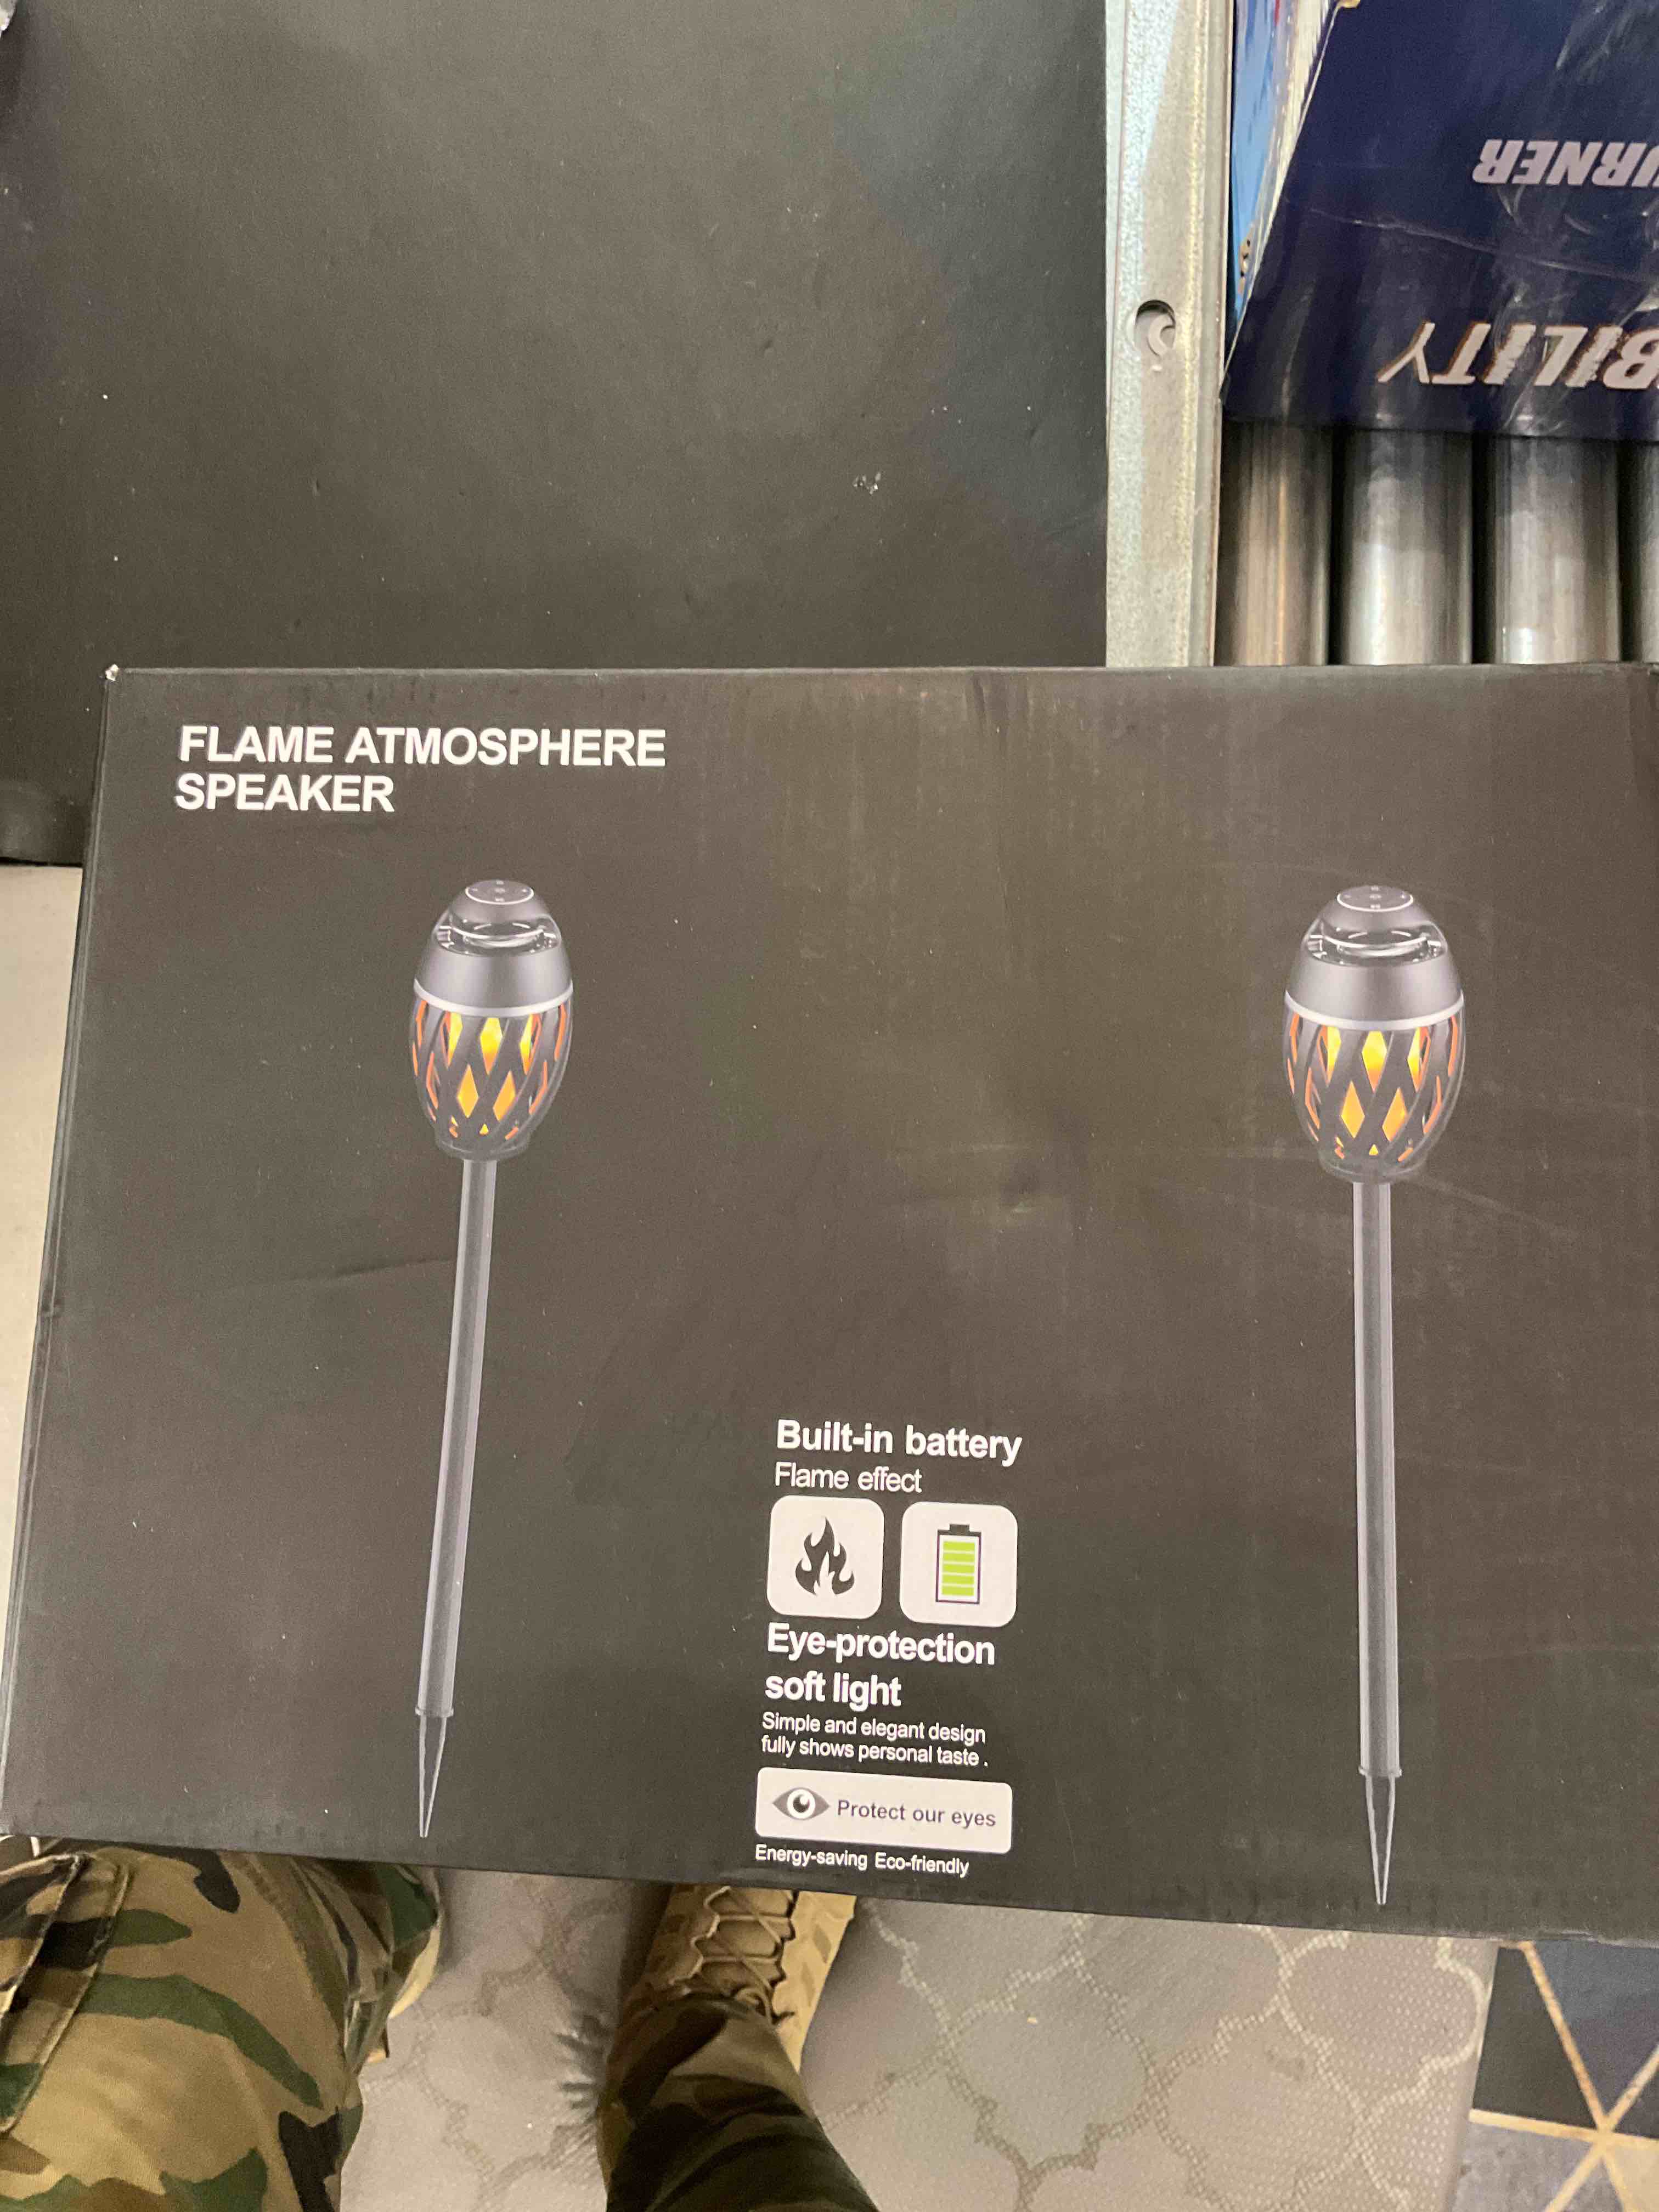 FLAME ATMOSPHERE
SPEAKER
Built-in battery
Flame effect
Eye-protection
soft light
Simple and elegant design
fully shows personal taste .
Protect our eyes
Energy-saving Eco-friendly